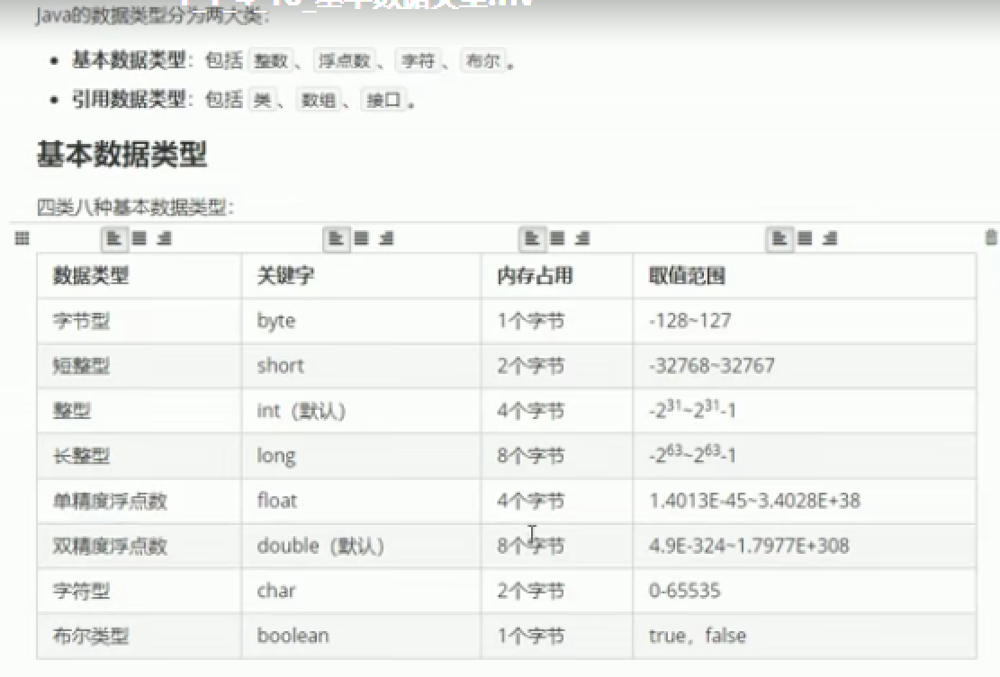 Java的数据类型分为两大类：
基本数据类型：包括 整数、浮点数、字符、布尔。
引用数据类型：包括 类、数组、接口。
基本数据类型
四类八种基本数据类型：
数据类型 关键字 内存占用 取值范围
字节型 byte 1个字节 -128~127
短整型 short 2个字节 -32768~32767
整型 int（默认） 4个字节 -2³¹~2³¹-1
长整型 long 8个字节 -2⁶³~2⁶³-1
单精度浮点数 float 4个字节 1.4013E-45~3.4028E+38
双精度浮点数 double（默认） 8个字节 4.9E-324~1.7977E+308
字符型 char 2个字节 0-65535
布尔类型 boolean 1个字节 true，false